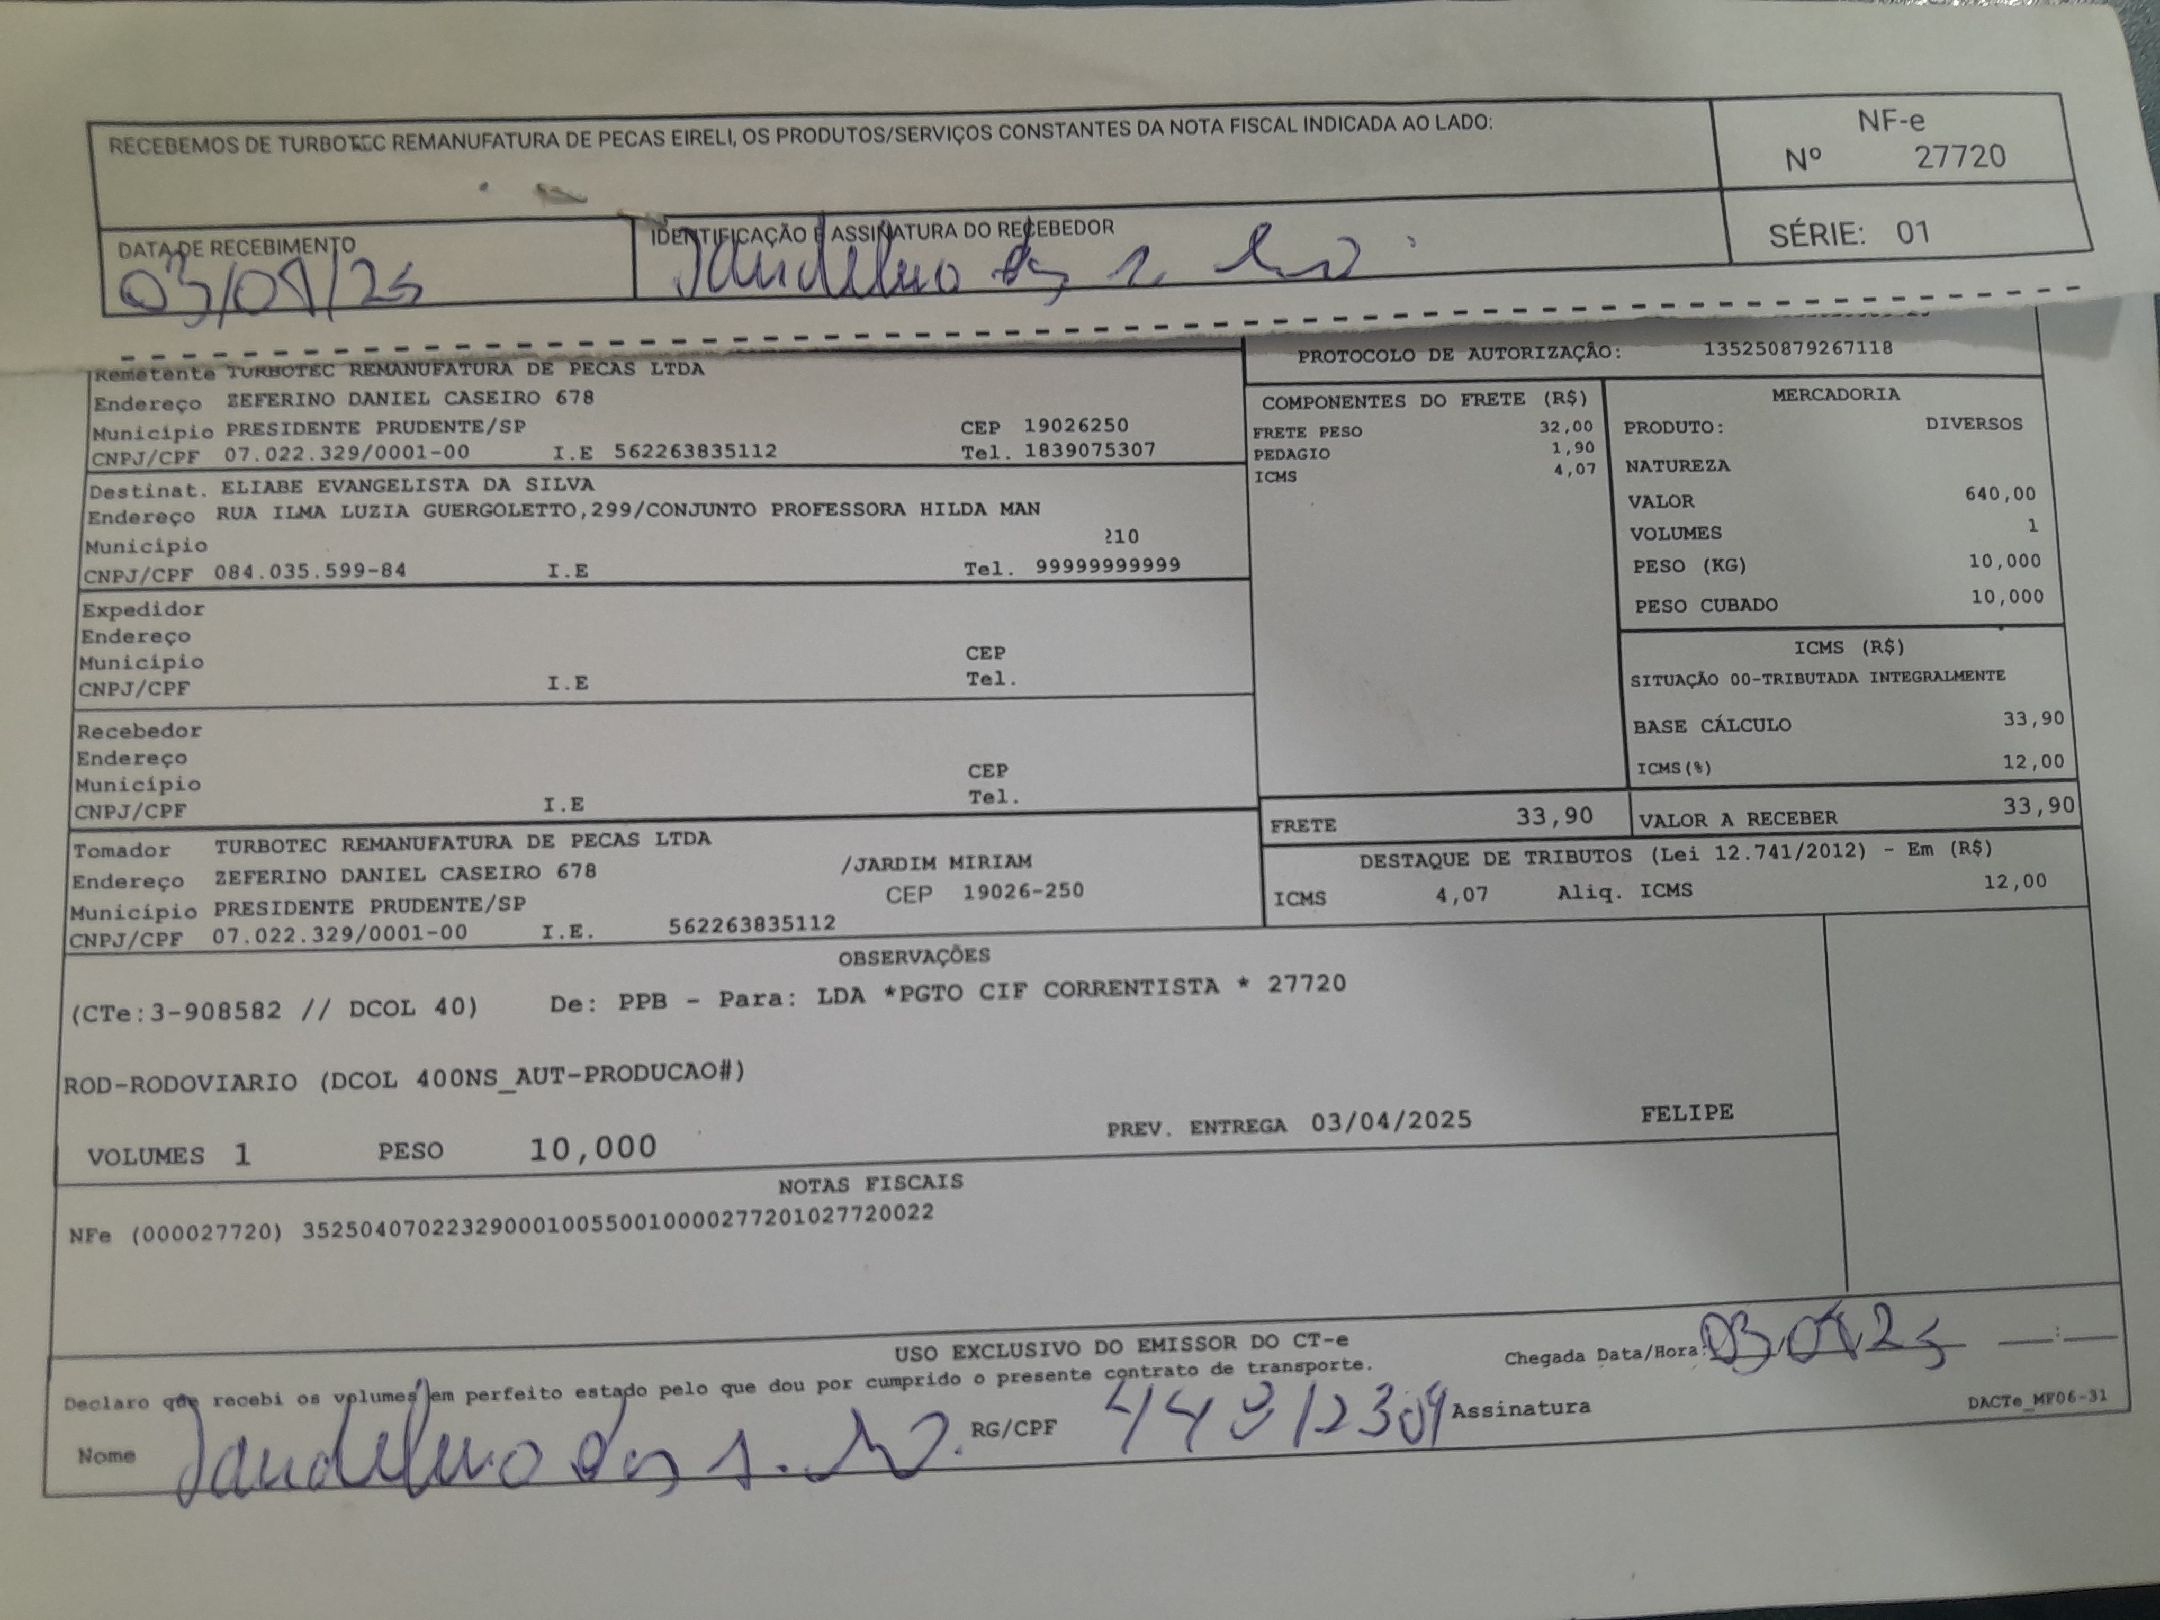 RECEBEMOS DE TURBOTEC REMANUFATURA DE PECAS EIRELI, OS PRODUTOS/SERVIÇOS CONSTANTES DA NOTA FISCAL INDICADA AO LADO:
NF-e
Nº 27720
SÉRIE: 01
DATA DE RECEBIMENTO
03/04/25
IDENTIFICAÇÃO E ASSINATURA DO RECEBEDOR
Remetente TURBOTEC REMANUFATURA DE PECAS LTDA
Endereço ZEFERINO DANIEL CASEIRO 678
Município PRESIDENTE PRUDENTE/SP CEP 19026250
CNPJ/CPF 07.022.329/0001-00 I.E 562263835112 Tel. 1839075307
Destinat. ELIABE EVANGELISTA DA SILVA
Endereço RUA ILMA LUZIA GUERGOLETTO,299/CONJUNTO PROFESSORA HILDA MAN
Município 210
CNPJ/CPF 084.035.599-84 I.E Tel. 99999999999
Expedidor
Endereço
Município CEP
CNPJ/CPF I.E Tel.
Recebedor
Endereço
Município CEP
CNPJ/CPF I.E Tel.
Tomador TURBOTEC REMANUFATURA DE PECAS LTDA
Endereço ZEFERINO DANIEL CASEIRO 678 /JARDIM MIRIAM
Município PRESIDENTE PRUDENTE/SP CEP 19026-250
CNPJ/CPF 07.022.329/0001-00 I.E. 562263835112
PROTOCOLO DE AUTORIZAÇÃO: 135250879267118
COMPONENTES DO FRETE (R$)
FRETE PESO 32,00
PEDAGIO 1,90
ICMS 4,07
MERCADORIA
PRODUTO: DIVERSOS
NATUREZA
VALOR 640,00
VOLUMES 1
PESO (KG) 10,000
PESO CUBADO 10,000
ICMS (R$)
SITUAÇÃO 00-TRIBUTADA INTEGRALMENTE
BASE CÁLCULO 33,90
ICMS(%) 12,00
FRETE 33,90 VALOR A RECEBER 33,90
DESTAQUE DE TRIBUTOS (Lei 12.741/2012) - Em (R$)
ICMS 4,07 Aliq. ICMS 12,00
OBSERVAÇÕES
(CTe:3-908582 // DCOL 40) De: PPB - Para: LDA *PGTO CIF CORRENTISTA * 27720
ROD-RODOVIARIO (DCOL 400NS_AUT-PRODUCAO#)
VOLUMES 1 PESO 10,000 PREV. ENTREGA 03/04/2025 FELIPE
NOTAS FISCAIS
NFe (000027720) 35250407022329000100550010000277201027720022
USO EXCLUSIVO DO EMISSOR DO CT-e
Declaro que recebi os volumes em perfeito estado pelo que dou por cumprido o presente contrato de transporte.
Chegada Data/Hora: 03.04.25 __:__
Nome RG/CPF Assinatura
DACTe_MF06-31